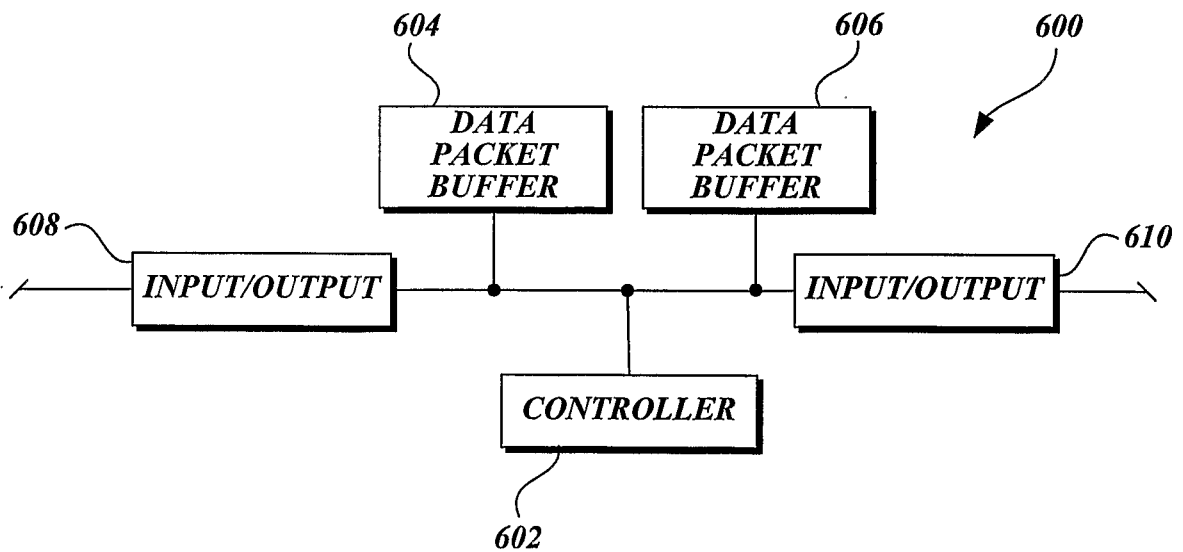 604
606
600
DATA
PACKET
BUFFER
DATA
PACKET
BUFFER
608
610
INPUT/OUTPUT
INPUT/OUTPUT
CONTROLLER
602